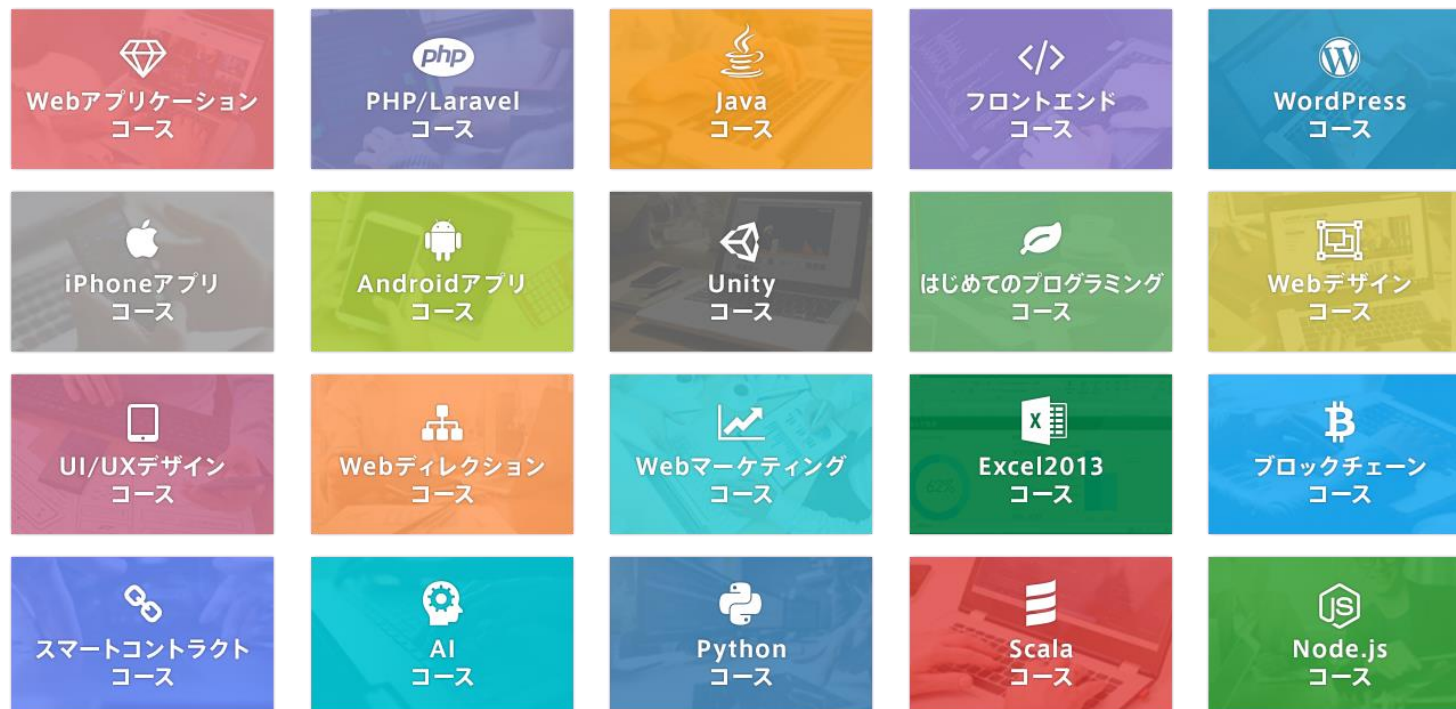 Webアプリケーション
コース
php
PHP/Laravel
コース
Java
コース
</>
フロントエンド
コース
WordPress
コース
iPhoneアプリ
コース
Androidアプリ
コース
Unity
コース
はじめてのプログラミング
コース
Webデザイン
コース
UI/UXデザイン
コース
Webディレクション
コース
Webマーケティング
コース
X
62%
Excel2013
コース
ブロックチェーン
コース
スマートコントラクト
コース
AI
コース
Python
コース
Scala
コース
JS
Node.js
コース